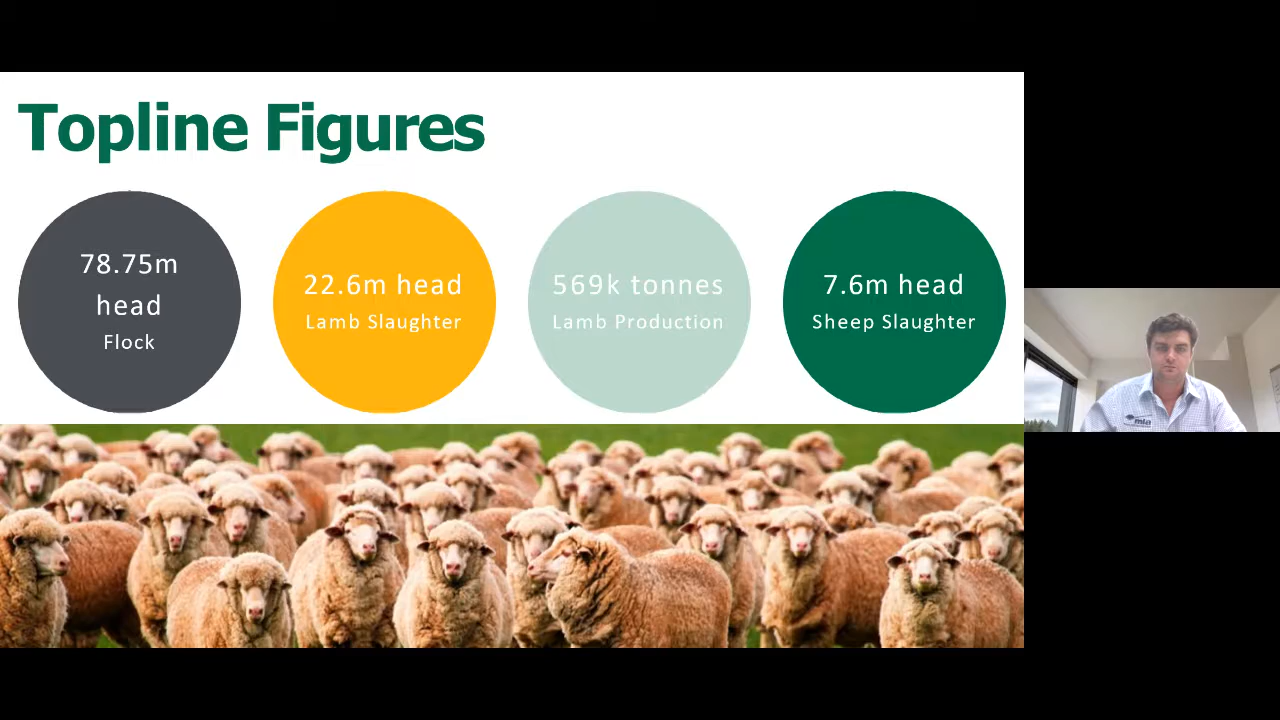 Topline Figures
78.75m
head
Flock
22.6m head
Lamb Slaughter
569k tonnes
Lamb Production
7.6m head
Sheep Slaughter
mla